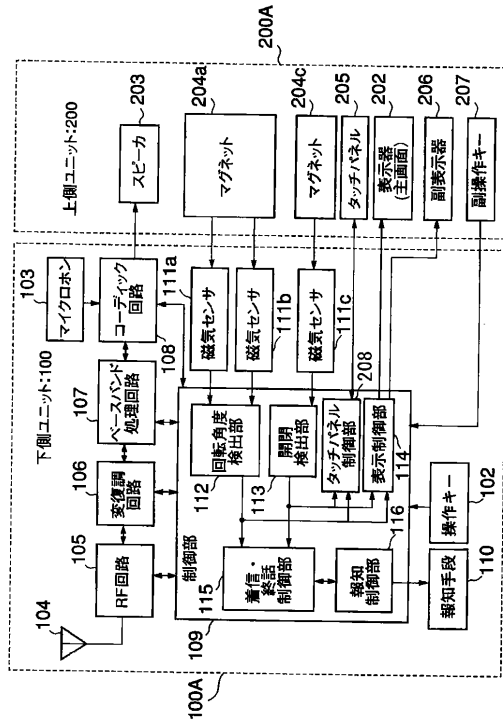 下側ユニット:100
上側ユニット:200
100A
200A
104
105
RF回路
106
変復調
回路
107
ベースバンド
処理回路
108
コーディック
回路
103
マイクロホン
203
スピーカ
109
制御部
112
回転角度
検出部
111a
磁気センサ
111b
磁気センサ
204a
マグネット
113
開閉
検出部
111c
磁気センサ
204c
マグネット
208
タッチパネル
制御部
205
タッチパネル
114
表示制御部
202
表示器
(主画面)
206
副表示器
207
副操作キー
115
着信・
終話
制御部
116
報知
制御部
102
操作キー
110
報知手段